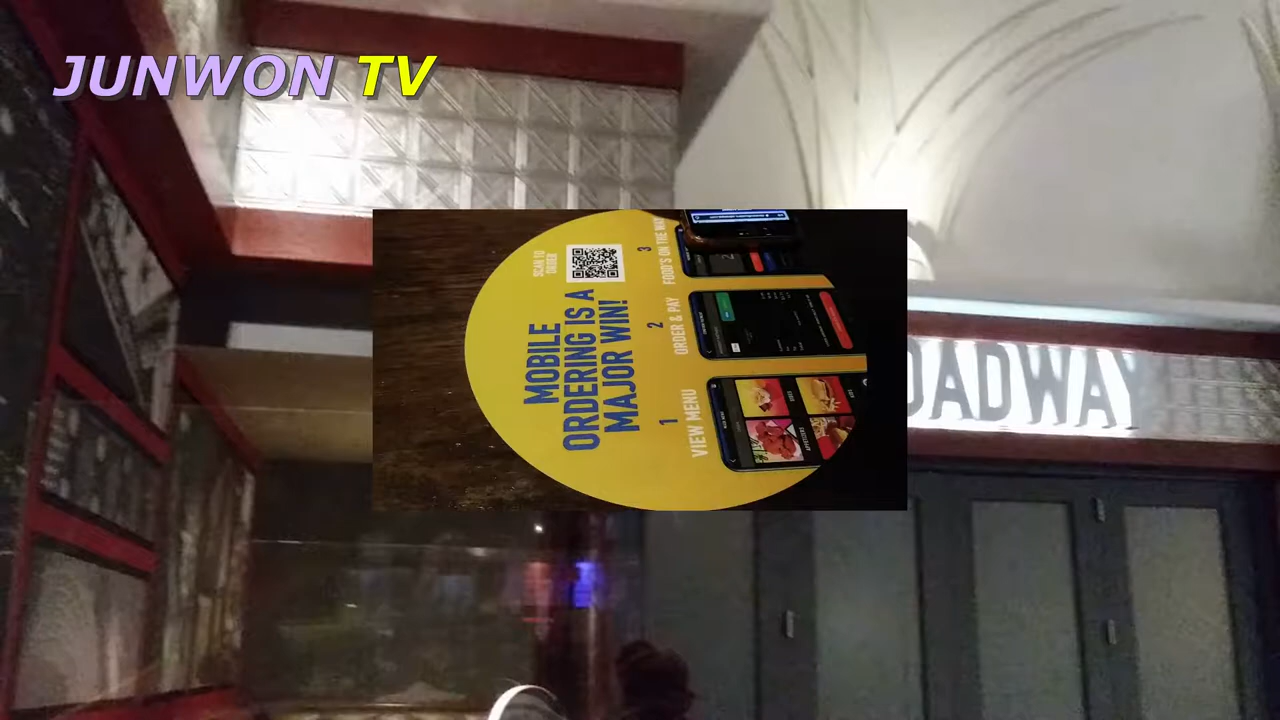 JUNWON TV
SCAN TO
ORDER
MOBILE
ORDERING IS A
MAJOR WIN!
1
VIEW MENU
2
ORDER & PAY
3
FOOD'S ON THE WAY
OADWAY